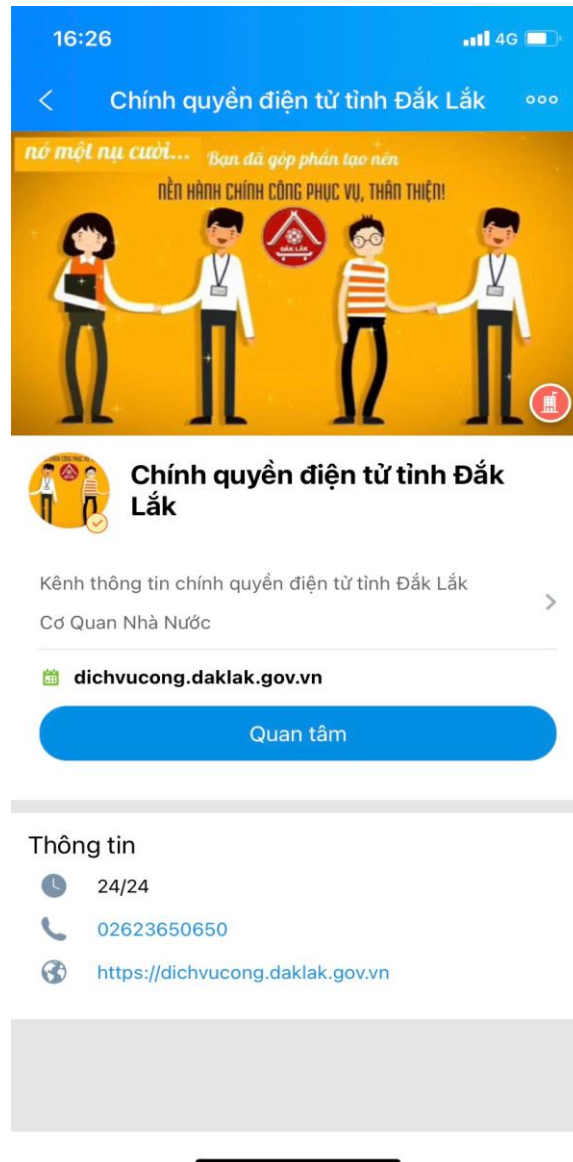 16:26
4G
Chính quyền điện tử tỉnh Đắk Lắk
nở một nụ cười...
Bạn đã góp phần tạo nên
NỀN HÀNH CHÍNH CÔNG PHỤC VỤ, THÂN THIỆN!
ĐẮK LẮK
Chính quyền điện tử tỉnh Đắk
Lắk
Kênh thông tin chính quyền điện tử tỉnh Đắk Lắk
Cơ Quan Nhà Nước
dichvucong.daklak.gov.vn
Quan tâm
Thông tin
24/24
02623650650
https://dichvucong.daklak.gov.vn